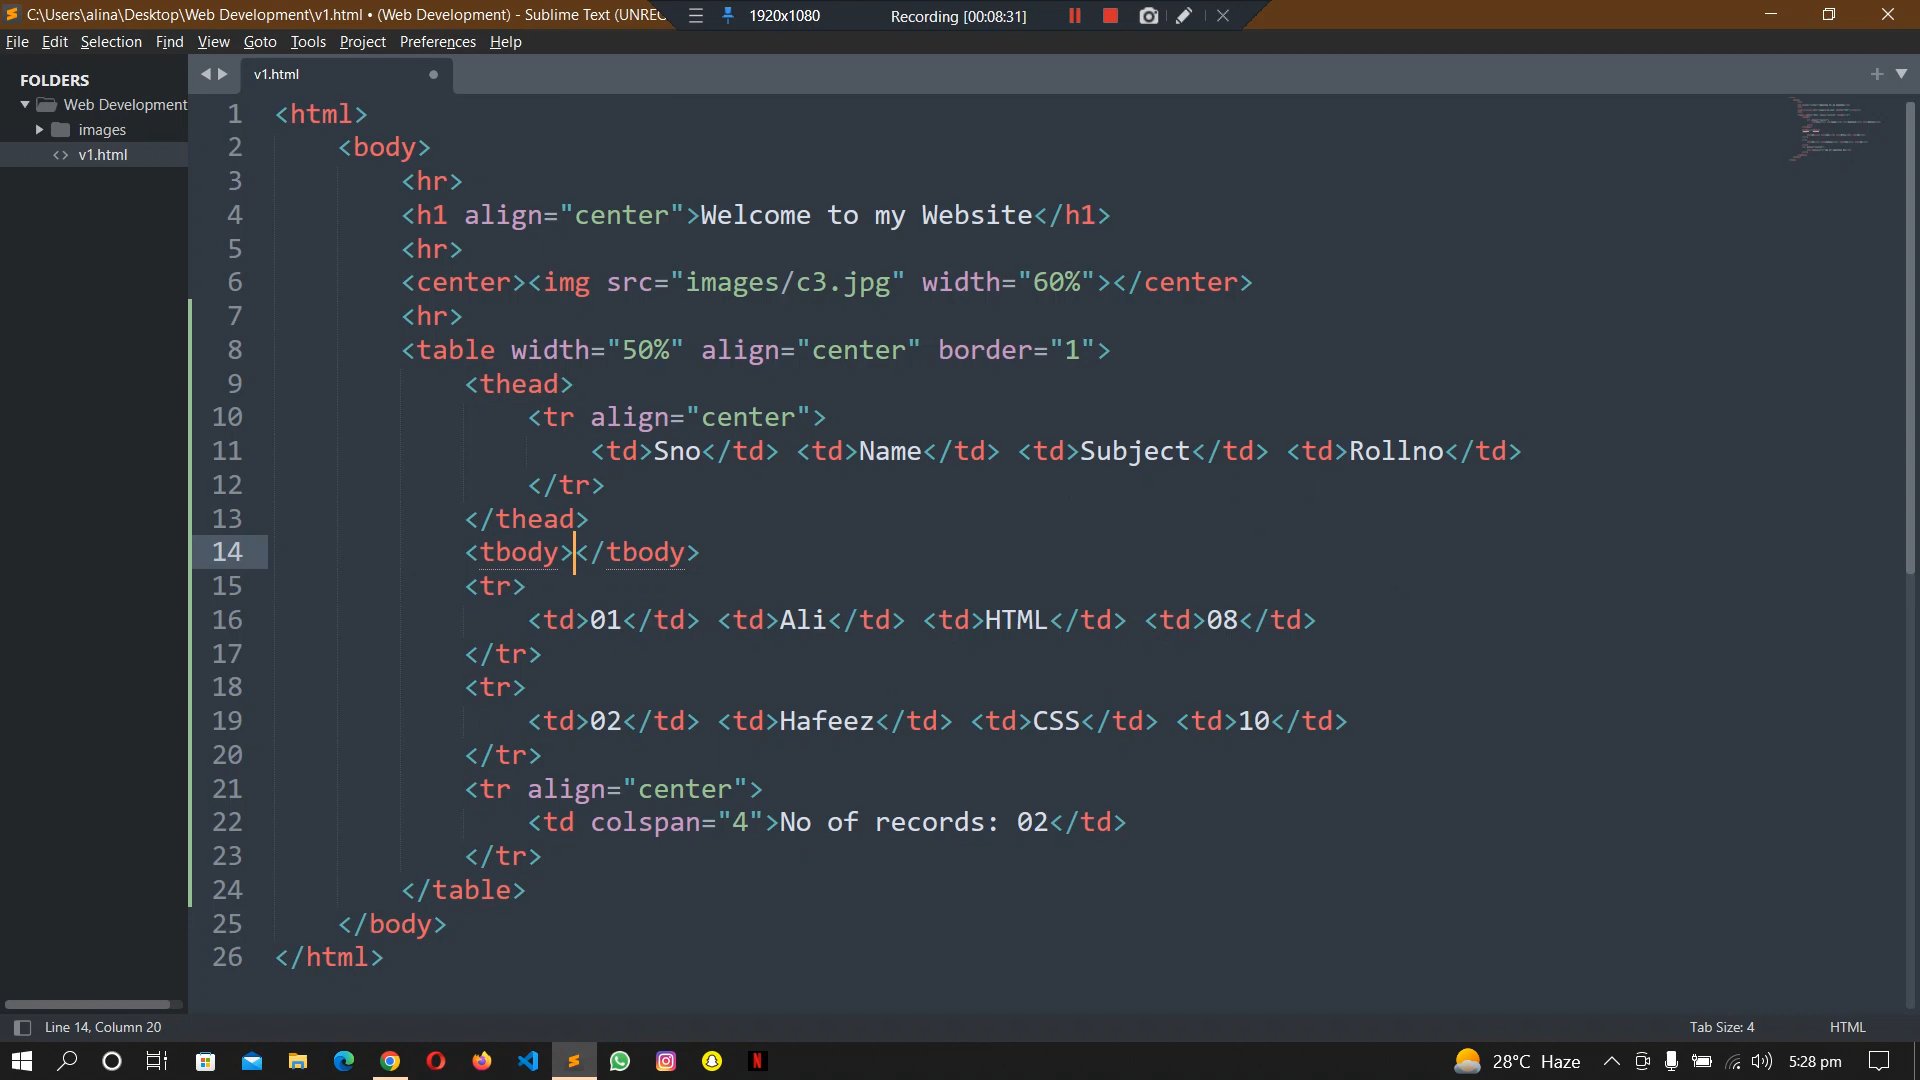 C:\Users\alina\Desktop\Web Development\v1.html • (Web Development) - Sublime Text (UNREG
1920x1080
Recording [00:08:31]
File Edit Selection Find View Goto Tools Project Preferences Help
FOLDERS
Web Development
images
v1.html
v1.html
1 <html>
2 <body>
3 <hr>
4 <h1 align="center">Welcome to my Website</h1>
5 <hr>
6 <center><img src="images/c3.jpg" width="60%"></center>
7 <hr>
8 <table width="50%" align="center" border="1">
9 <thead>
10 <tr align="center">
11 <td>Sno</td> <td>Name</td> <td>Subject</td> <td>Rollno</td>
12 </tr>
13 </thead>
14 <tbody></tbody>
15 <tr>
16 <td>01</td> <td>Ali</td> <td>HTML</td> <td>08</td>
17 </tr>
18 <tr>
19 <td>02</td> <td>Hafeez</td> <td>CSS</td> <td>10</td>
20 </tr>
21 <tr align="center">
22 <td colspan="4">No of records: 02</td>
23 </tr>
24 </table>
25 </body>
26 </html>
Line 14, Column 20
Tab Size: 4
HTML
28°C Haze
5:28 pm